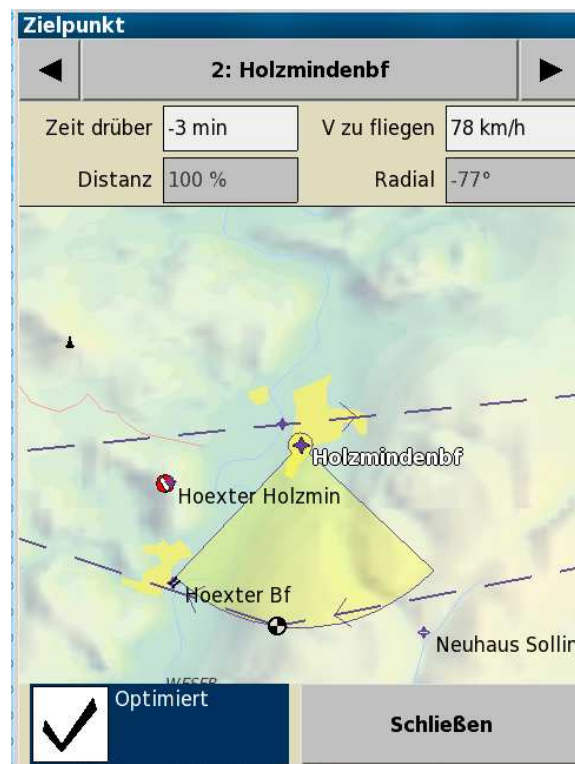 Zielpunkt
2: Holzmindenbf
Zeit drüber -3 min V zu fliegen 78 km/h
Distanz 100 % Radial -77°
Holzmindenbf
Hoexter Holzmin
Hoexter Bf
Neuhaus Sollin
WESER
Optimiert
Schließen